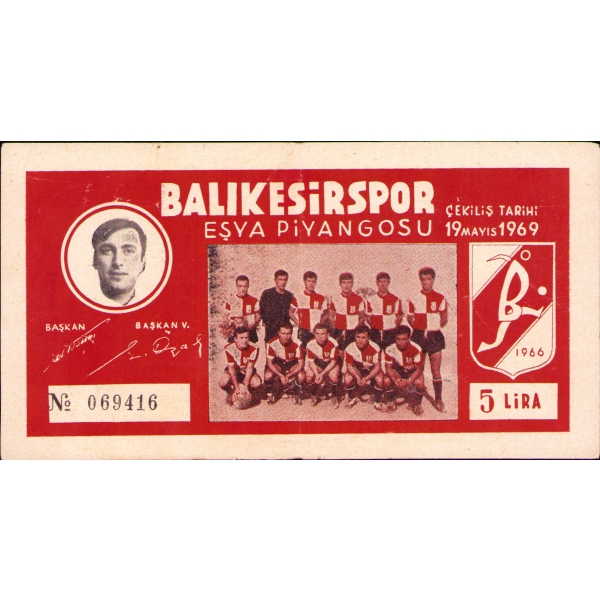 BALIKESİRSPOR
EŞYA PİYANGOSU
ÇEKİLİŞ TARİHİ
19 MAYIS 1969
BAŞKAN BAŞKAN V.
№ 069416
1966
5 LİRA